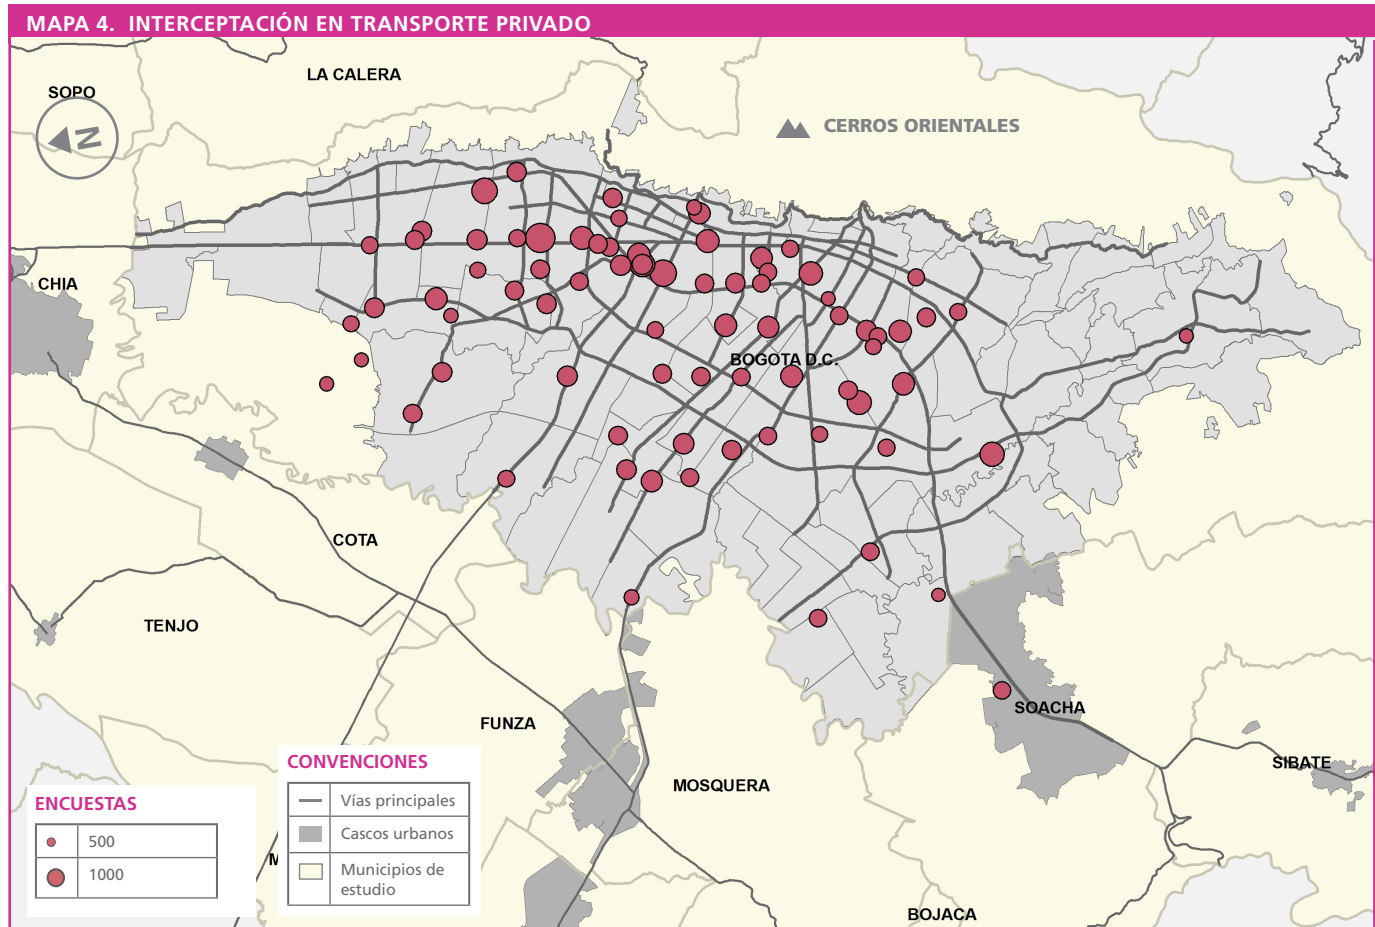 MAPA 4. INTERCEPTACIÓN EN TRANSPORTE PRIVADO
LA CALERA
SOPO
N
CERROS ORIENTALES
CHIA
BOGOTA D.C.
COTA
TENJO
SOACHA
FUNZA
SIBATE
MOSQUERA
CONVENCIONES
Vías principales
Cascos urbanos
Municipios de
estudio
ENCUESTAS
500
1000
M
BOJACA